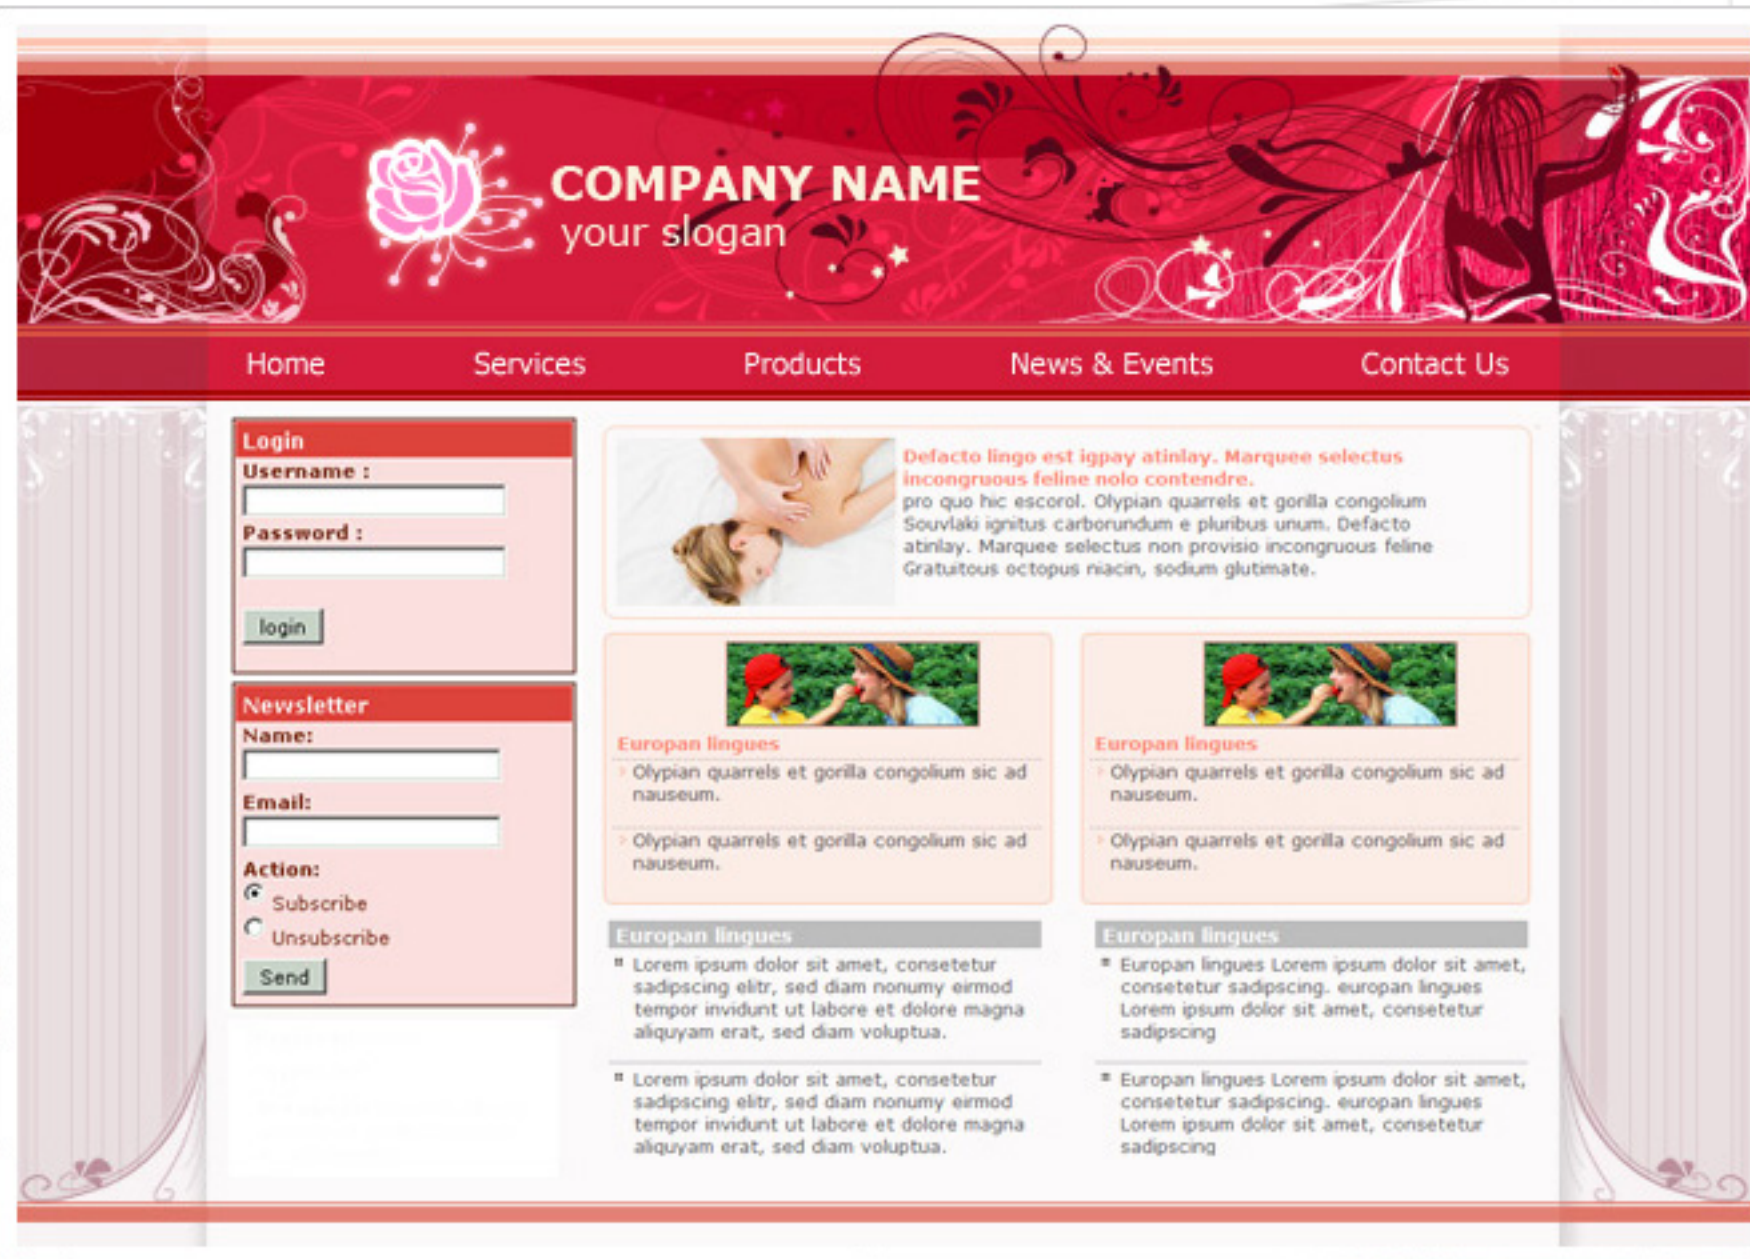 COMPANY NAME
your slogan
Home Services Products News & Events Contact Us
Login
Username :
Password :
login
Newsletter
Name:
Email:
Action:
Subscribe
Unsubscribe
Send
Defacto lingo est igpay atinlay. Marquee selectus
incongruous feline nolo contendre.
pro quo hic escorol. Olypian quarrels et gorilla congolium
Souvlaki ignitus carborundum e pluribus unum. Defacto
atinlay. Marquee selectus non provisio incongruous feline
Gratuitous octopus niacin, sodium glutimate.
Europan lingues
Olypian quarrels et gorilla congolium sic ad
nauseum.
Olypian quarrels et gorilla congolium sic ad
nauseum.
Europan lingues
Olypian quarrels et gorilla congolium sic ad
nauseum.
Olypian quarrels et gorilla congolium sic ad
nauseum.
Europan lingues
Lorem ipsum dolor sit amet, consetetur
sadipscing elitr, sed diam nonumy eirmod
tempor invidunt ut labore et dolore magna
aliquyam erat, sed diam voluptua.
Lorem ipsum dolor sit amet, consetetur
sadipscing elitr, sed diam nonumy eirmod
tempor invidunt ut labore et dolore magna
aliquyam erat, sed diam voluptua.
Europan lingues
Europan lingues Lorem ipsum dolor sit amet,
consetetur sadipscing. europan lingues
Lorem ipsum dolor sit amet, consetetur
sadipscing
Europan lingues Lorem ipsum dolor sit amet,
consetetur sadipscing. europan lingues
Lorem ipsum dolor sit amet, consetetur
sadipscing